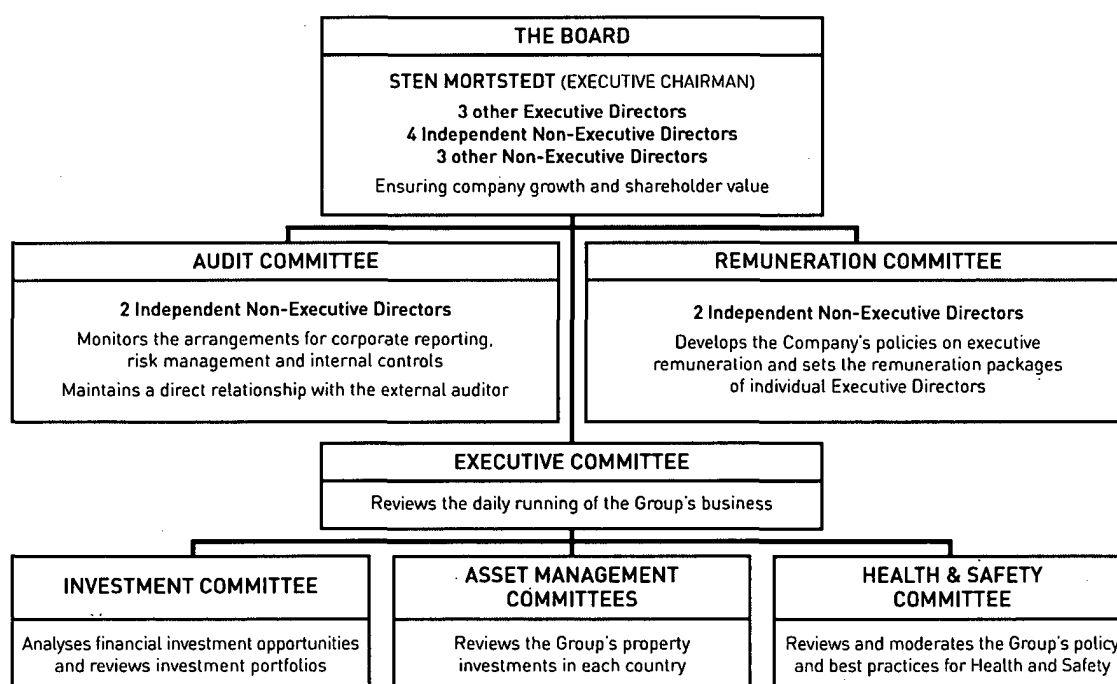 THE BOARD
STEN MORTSTEDT (EXECUTIVE CHAIRMAN)
3 other Executive Directors
4 Independent Non-Executive Directors
3 other Non-Executive Directors
Ensuring company growth and shareholder value
AUDIT COMMITTEE
2 Independent Non-Executive Directors
Monitors the arrangements for corporate reporting,
risk management and internal controls
Maintains a direct relationship with the external auditor
REMUNERATION COMMITTEE
2 Independent Non-Executive Directors
Develops the Company's policies on executive
remuneration and sets the remuneration packages
of individual Executive Directors
EXECUTIVE COMMITTEE
Reviews the daily running of the Group's business
INVESTMENT COMMITTEE
Analyses financial investment opportunities
and reviews investment portfolios
ASSET MANAGEMENT
COMMITTEES
Reviews the Group's property
investments in each country
HEALTH & SAFETY
COMMITTEE
Reviews and moderates the Group's policy
and best practices for Health and Safety